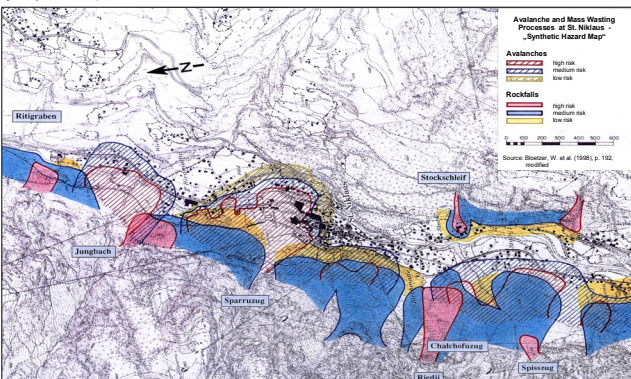 Avalanche and Mass Wasting
Processes at St. Niklaus -
„Synthetic Hazard Map“
Avalanches
high risk
medium risk
low risk
Rockfalls
high risk
medium risk
low risk
0 100 200 300 400 500 600
Source: Bloetzer, W. et al. (1998), p. 192,
modified
N
Ritigraben
Stockschleif
Jungbach
Sparruzug
Chalchofuzug
Spisszug